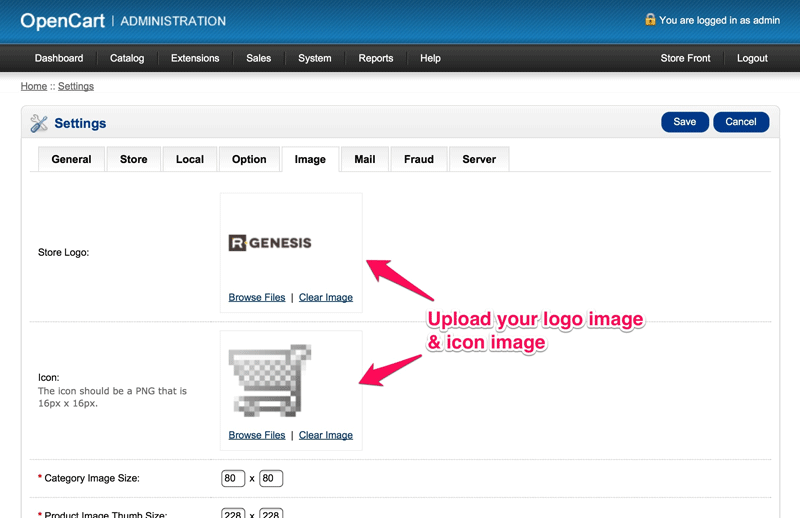 OpenCart | ADMINISTRATION
You are logged in as admin
Dashboard Catalog Extensions Sales System Reports Help Store Front Logout
Home :: Settings
Settings
Save Cancel
General Store Local Option Image Mail Fraud Server
R GENESIS
Store Logo:
Browse Files | Clear Image
Upload your logo image
& icon image
Icon:
The icon should be a PNG that is
16px x 16px.
Browse Files | Clear Image
* Category Image Size: 80 x 80
* Product Image Thumb Size: 228 x 228